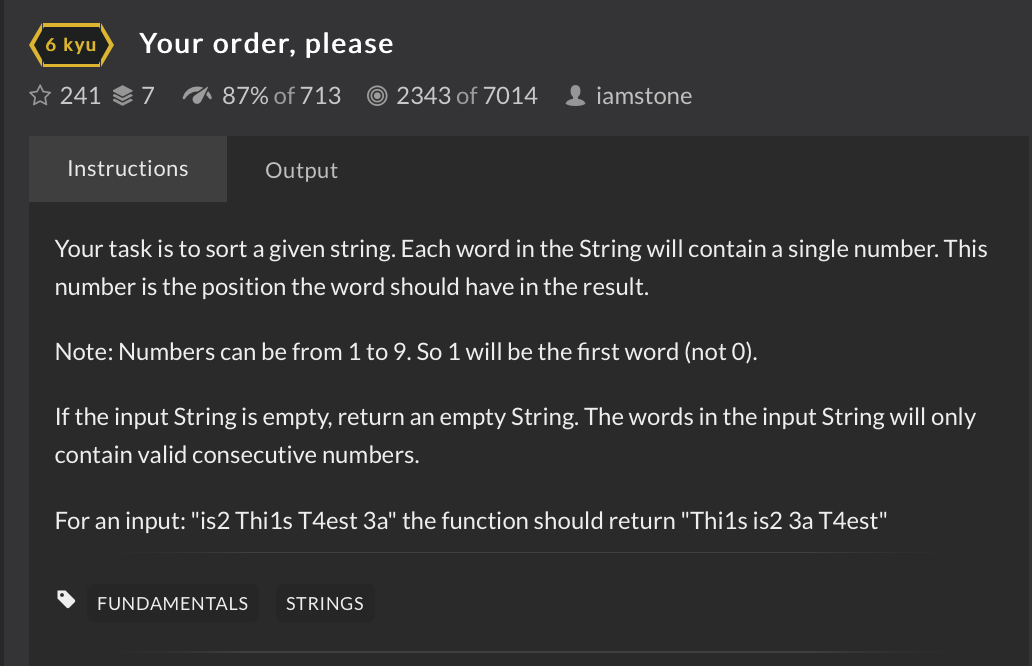 6 kyu Your order, please
241 7 87% of 713 2343 of 7014 iamstone
Instructions Output
Your task is to sort a given string. Each word in the String will contain a single number. This
number is the position the word should have in the result.
Note: Numbers can be from 1 to 9. So 1 will be the first word (not 0).
If the input String is empty, return an empty String. The words in the input String will only
contain valid consecutive numbers.
For an input: "is2 Thi1s T4est 3a" the function should return "Thi1s is2 3a T4est"
FUNDAMENTALS STRINGS